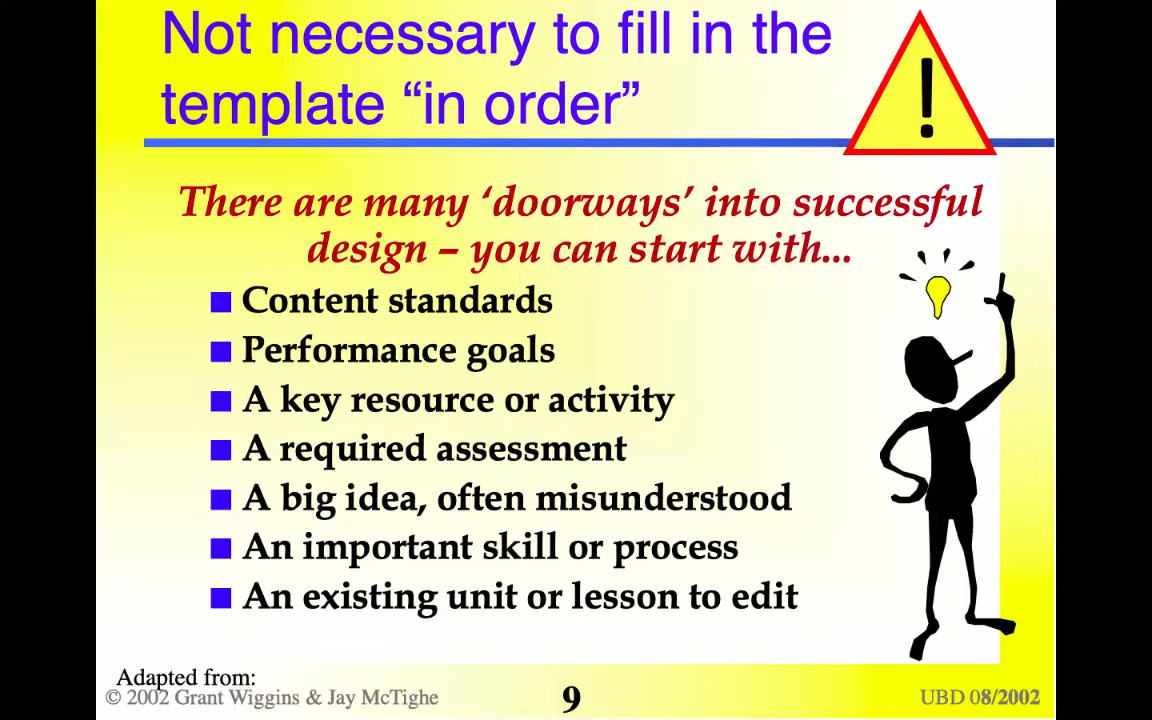 Not necessary to fill in the
template “in order”
!
There are many ‘doorways’ into successful
design – you can start with...
■ Content standards
■ Performance goals
■ A key resource or activity
■ A required assessment
■ A big idea, often misunderstood
■ An important skill or process
■ An existing unit or lesson to edit
Adapted from:
© 2002 Grant Wiggins & Jay McTighe
9
UBD 08/2002